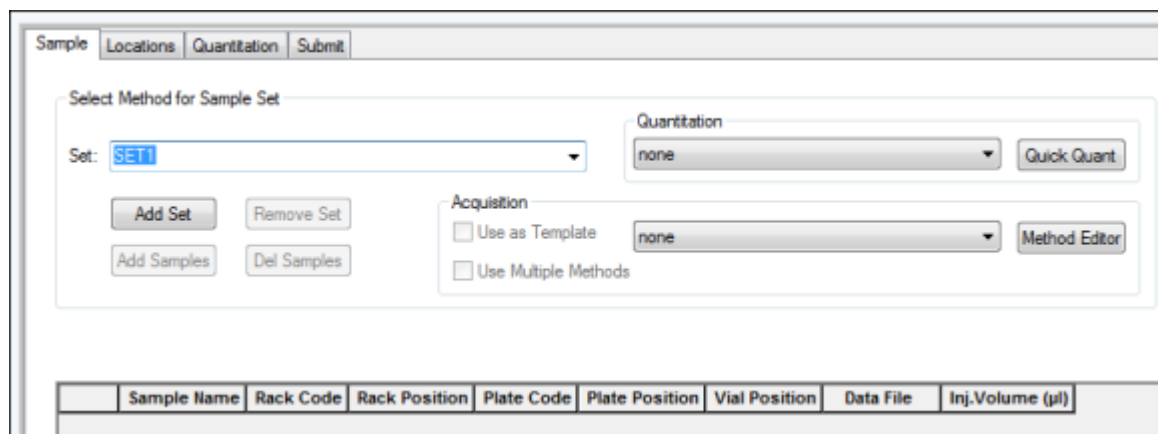 Sample Locations Quantitation Submit
Select Method for Sample Set
Quantitation
Set: SET1 none Quick Quant
Acquisition
Add Set Remove Set Use as Template none Method Editor
Add Samples Del Samples Use Multiple Methods
Sample Name Rack Code Rack Position Plate Code Plate Position Vial Position Data File Inj.Volume (µl)